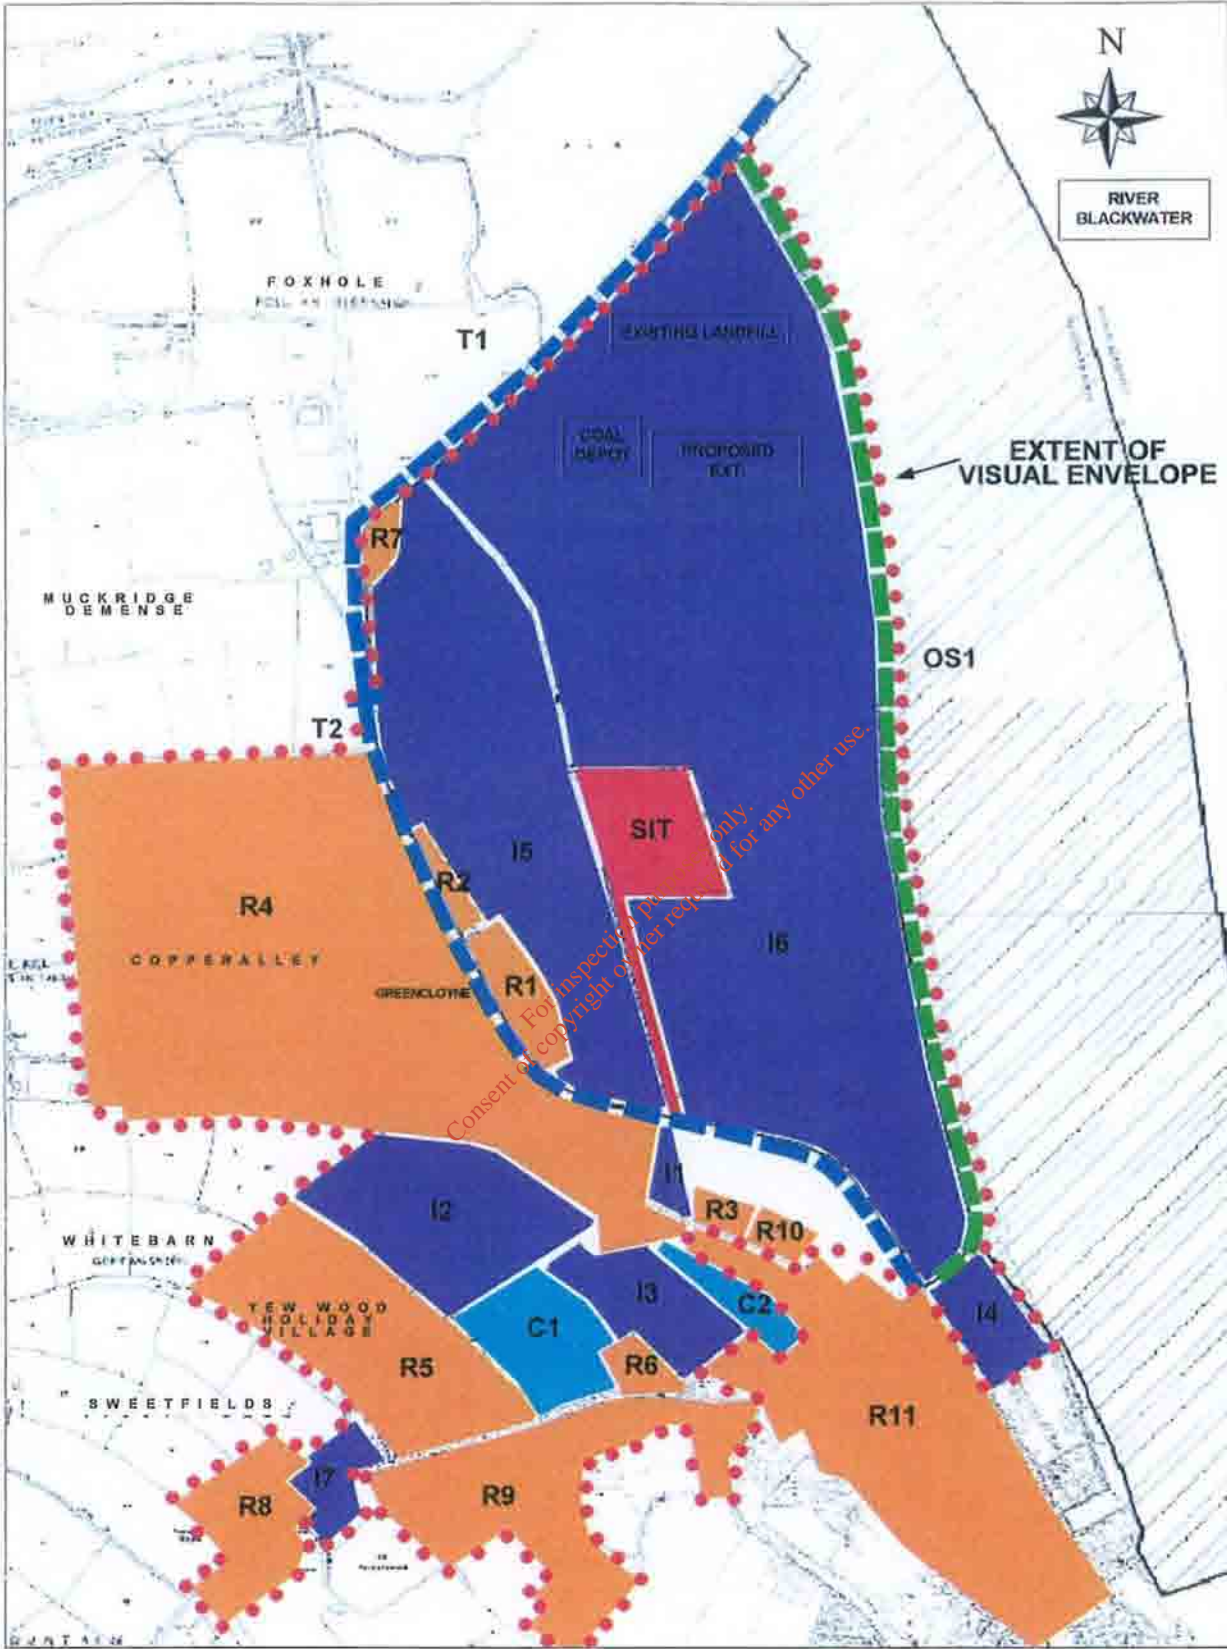 N
RIVER
BLACKWATER
FOXHOLE
T1
EXISTING LANDFILL
COAL
DEPOT
PROPOSED
EXT.
EXTENT OF
VISUAL ENVELOPE
R7
MUCKRIDGE
DEMENSE
OS1
T2
SIT
I5
R2
R4
I6
COPPERALLEY
GREENCLOYNE
R1
For inspection purposes only.
Consent of copyright owner required for any other use.
I1
I2
R3
R10
WHITEBARN
I3
C2
I4
YEW WOOD
HOLIDAY
VILLAGE
C1
R5
R6
SWEETFIELDS
R11
I7
R8
R9